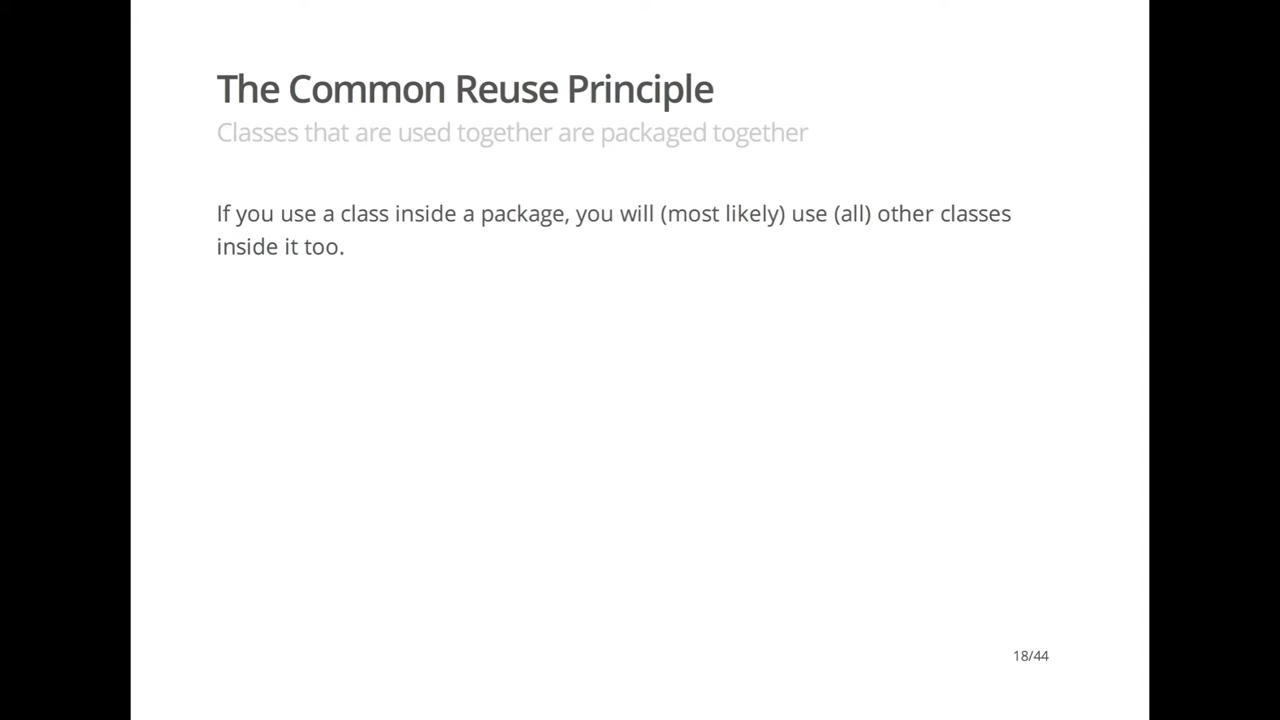 The Common Reuse Principle
Classes that are used together are packaged together
If you use a class inside a package, you will (most likely) use (all) other classes
inside it too.
18/44